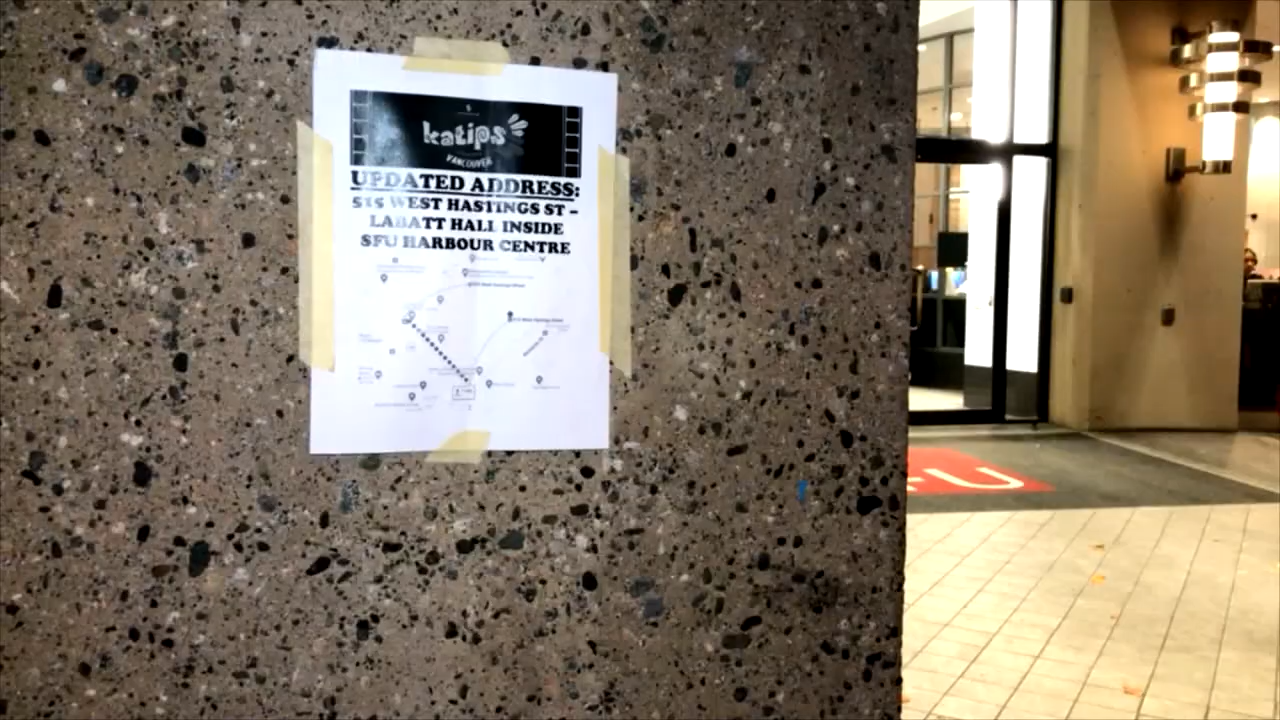 katips
VANCOUVER
UPDATED ADDRESS:
515 WEST HASTINGS ST –
LABATT HALL INSIDE
SFU HARBOUR CENTRE
FU